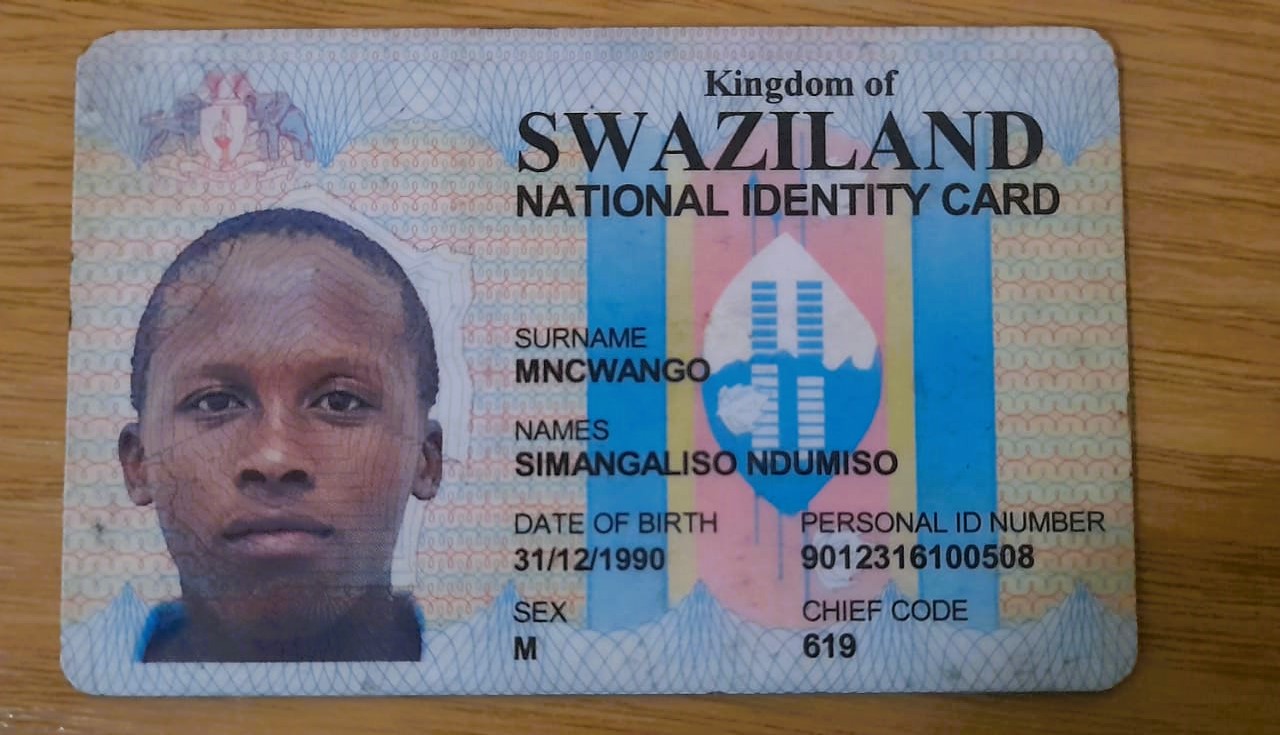 Kingdom of
SWAZILAND
NATIONAL IDENTITY CARD
SURNAME
MNCWANGO
NAMES
SIMANGALISO NDUMISO
DATE OF BIRTH PERSONAL ID NUMBER
31/12/1990 9012316100508
SEX CHIEF CODE
M 619